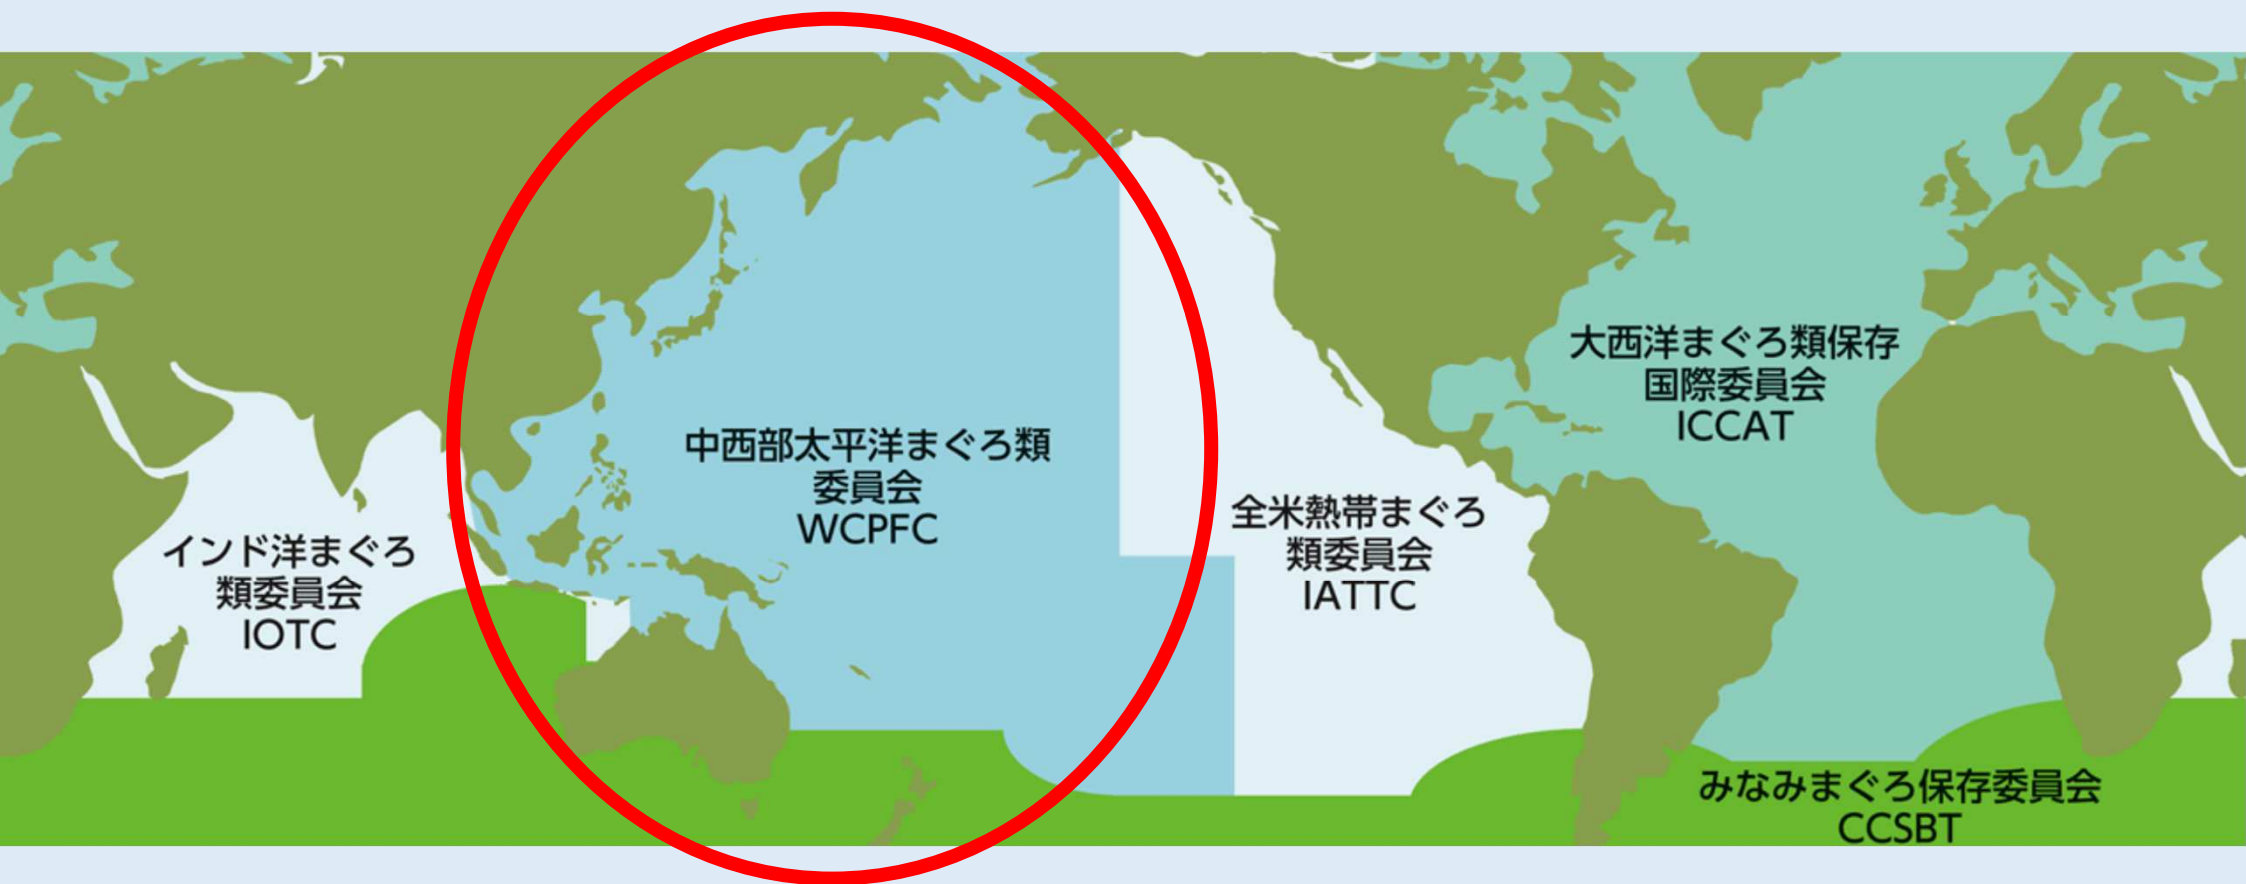 中西部太平洋まぐろ類
委員会
WCPFC
インド洋まぐろ
類委員会
IOTC
全米熱帯まぐろ
類委員会
IATTC
大西洋まぐろ類保存
国際委員会
ICCAT
みなみまぐろ保存委員会
CCSBT